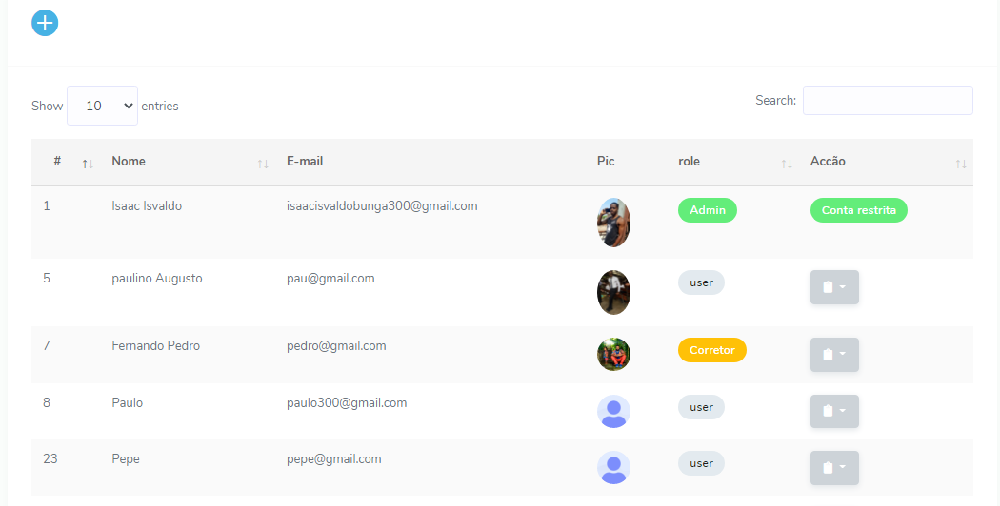 Show 10 entries Search:
# Nome E-mail Pic role Accão
1 Isaac Isvaldo isaacisvaldobunga300@gmail.com Admin Conta restrita
5 paulino Augusto pau@gmail.com user
7 Fernando Pedro pedro@gmail.com Corretor
8 Paulo paulo300@gmail.com user
23 Pepe pepe@gmail.com user